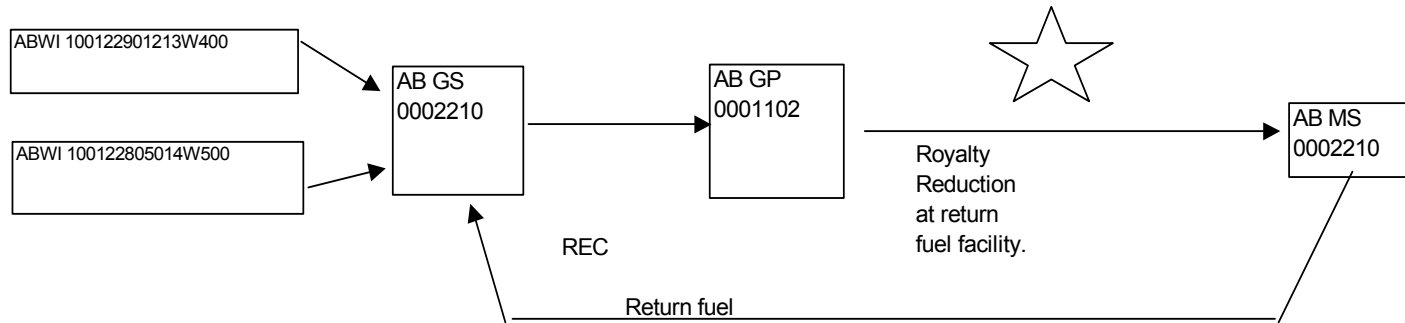 ABWI 100122901213W400
ABWI 100122805014W500
AB GS
0002210
AB GP
0001102
Royalty
Reduction
at return
fuel facility.
AB MS
0002210
REC
Return fuel